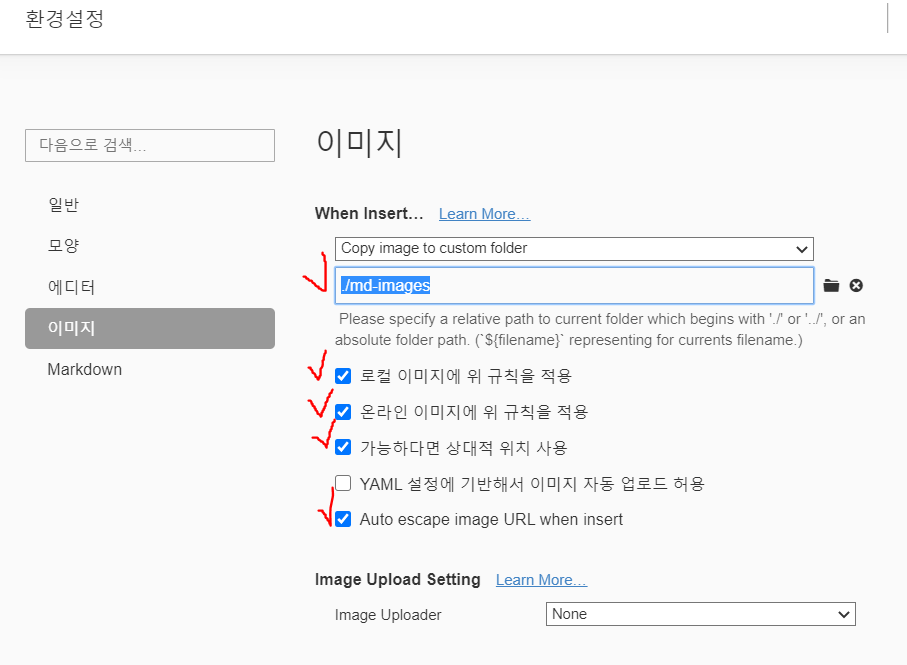 환경설정
다음으로 검색...
일반
모양
에디터
이미지
Markdown
이미지
When Insert... Learn More...
Copy image to custom folder
./md-images
Please specify a relative path to current folder which begins with './' or '../', or an
absolute folder path. (`${filename}` representing for currents filename.)
로컬 이미지에 위 규칙을 적용
온라인 이미지에 위 규칙을 적용
가능하다면 상대적 위치 사용
YAML 설정에 기반해서 이미지 자동 업로드 허용
Auto escape image URL when insert
Image Upload Setting Learn More...
Image Uploader None